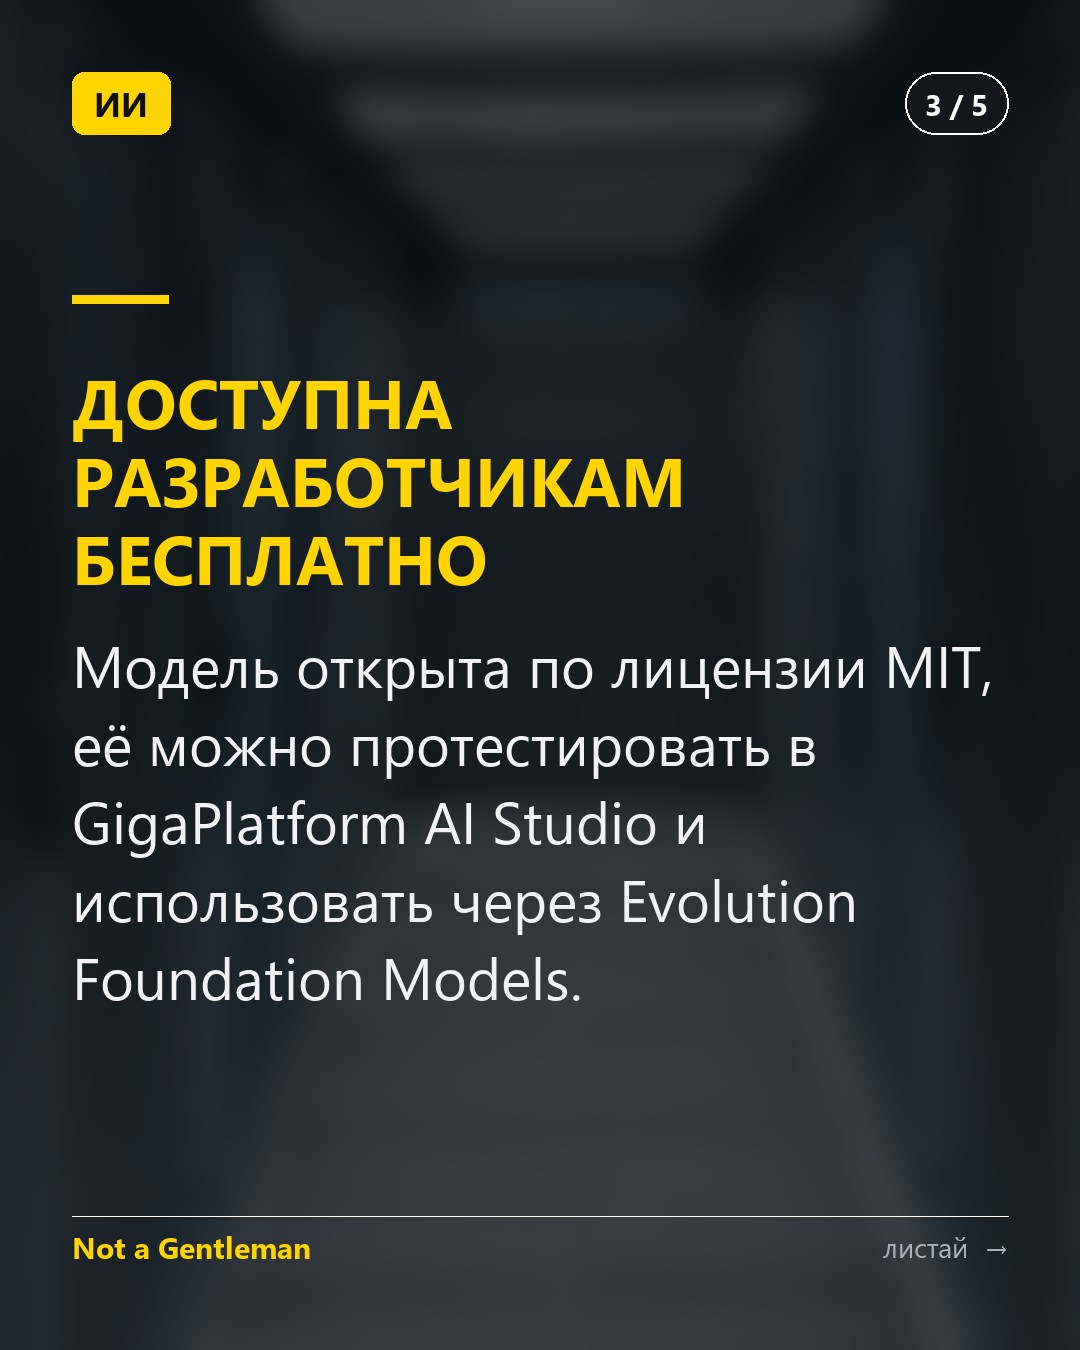 ИИ
3 / 5
ДОСТУПНА
РАЗРАБОТЧИКАМ
БЕСПЛАТНО
Модель открыта по лицензии MIT,
её можно протестировать в
GigaPlatform AI Studio и
использовать через Evolution
Foundation Models.
Not a Gentleman
листай →